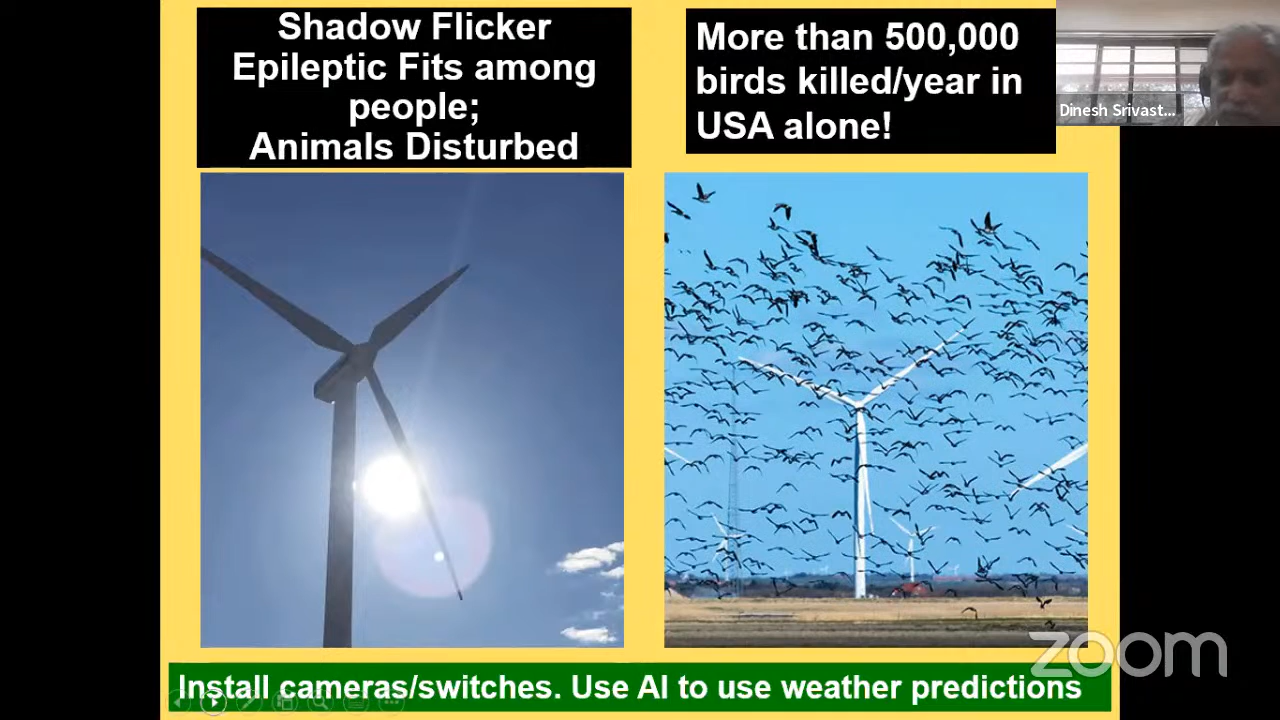 Shadow Flicker
Epileptic Fits among
people;
Animals Disturbed
More than 500,000
birds killed/year in
USA alone!
Dinesh Srivast...
Install cameras/switches. Use AI to use weather predictions
zoom